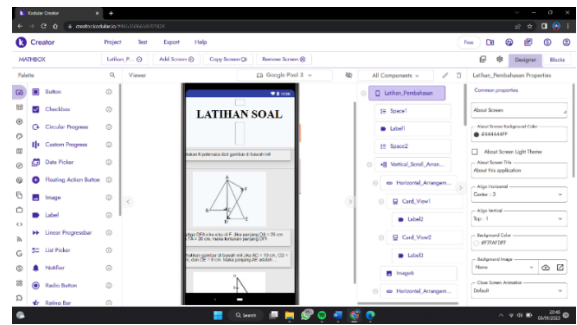 Kodular Creator
Creator
Project
Test
Export
Help
Free
MATHBOX
Latihan_P...
Add Screen
Copy Screen
Remove Screen
Designer
Blocks
Palette
Viewer
Google Pixel 3
All Components
Latihan_Pembahasan Properties
Button
Checkbox
Circular Progress
Custom Progress
Date Picker
Floating Action Button
Image
Label
Linear Progressbar
List Picker
Notifier
Radio Button
Rating Bar
LATIHAN SOAL
Latihan_Pembahasan
Space1
Label1
Space2
Vertical_Scroll_Arran...
Horizontal_Arrangem...
Card_View1
Label2
Card_View2
Label3
Image6
Horizontal_Arrangem...
Common properties
About Screen
About Screen Background Color
#444444FF
About Screen Light Theme
About Screen Title
About this application
Align Horizontal
Center : 3
Align Vertical
Top : 1
Background Color
Background Image
None
Close Screen Animation
Default
Search